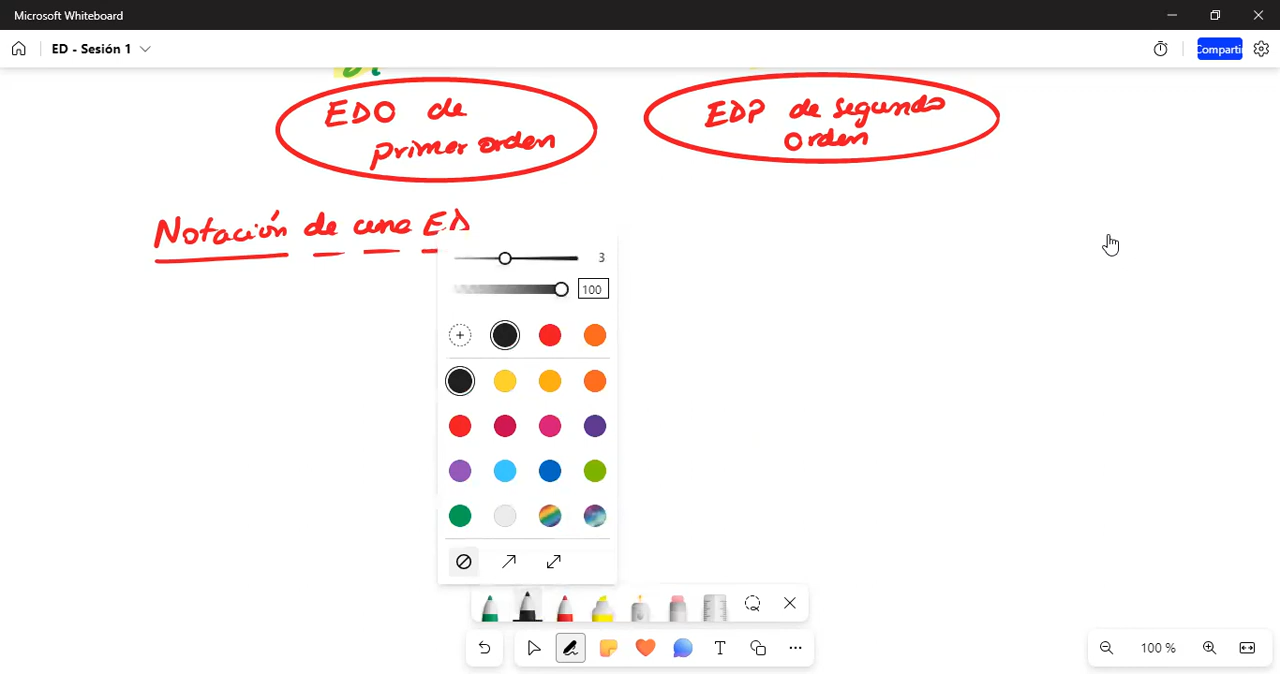 Microsoft Whiteboard
ED - Sesión 1
Compartir
EDO de
primer orden
EDP de segundo
orden
Notación de una ED
3
100
100 %